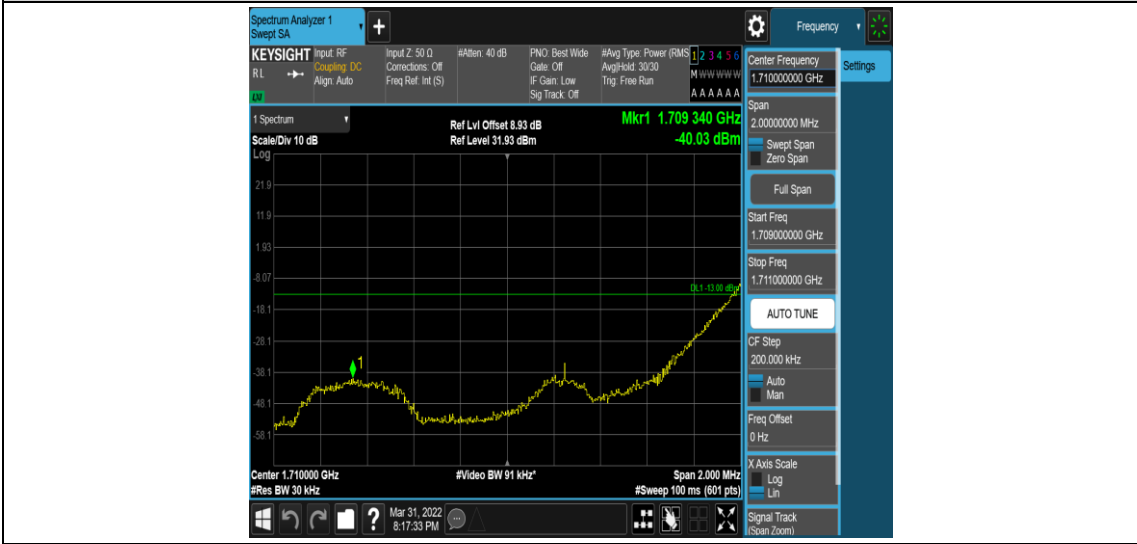 Spectrum Analyzer 1
Swept SA
+
Frequency
KEYSIGHT
RL
LW
Input: RF
Coupling: DC
Align: Auto
Input Z: 50 Ω
Corrections: Off
Freq Ref: Int (S)
#Atten: 40 dB
PNO: Best Wide
Gate: Off
IF Gain: Low
Sig Track: Off
#Avg Type: Power (RMS
Avg|Hold: 30/30
Trig: Free Run
1 2 3 4 5 6
M W W W W W
A A A A A A
1 Spectrum
Scale/Div 10 dB
Log
Ref Lvl Offset 8.93 dB
Ref Level 31.93 dBm
Mkr1 1.709 340 GHz
-40.03 dBm
21.9
11.9
1.93
-8.07
DL1 -13.00 dBm
-18.1
-28.1
-38.1
1
-48.1
-58.1
Center 1.710000 GHz
#Res BW 30 kHz
#Video BW 91 kHz*
Span 2.000 MHz
#Sweep 100 ms (601 pts)
Mar 31, 2022
8:17:33 PM
?
Center Frequency
1.710000000 GHz
Settings
Span
2.00000000 MHz
Swept Span
Zero Span
Full Span
Start Freq
1.709000000 GHz
Stop Freq
1.711000000 GHz
AUTO TUNE
CF Step
200.000 kHz
Auto
Man
Freq Offset
0 Hz
X Axis Scale
Log
Lin
Signal Track
(Span Zoom)